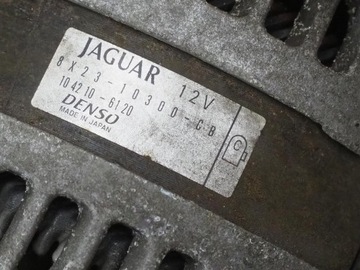 JAGUAR 12V
8X23-10300-CB
104210-6120
DENSO
MADE IN JAPAN
C